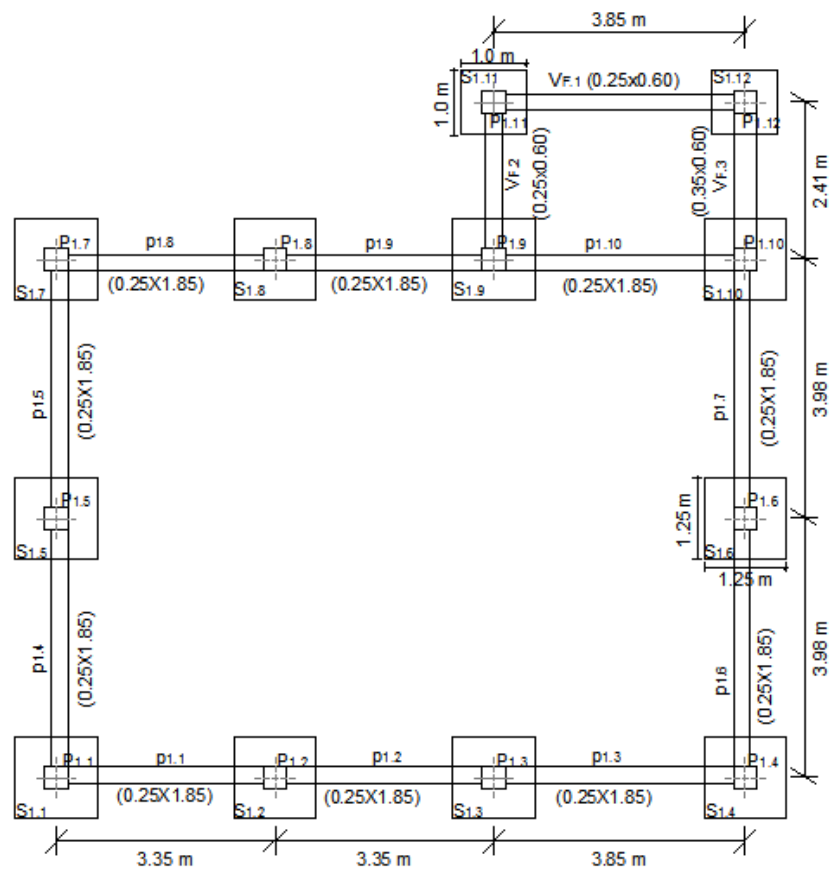 3.85 m
1.0 m
S1.11
VF.1 (0.25x0.60)
S1.12
1.0 m
P1.11
P1.12
VF.2
(0.25x0.60)
(0.35x0.60)
VF.3
2.41 m
P1.7
p1.8
P1.8
p1.9
P1.9
p1.10
P1.10
(0.25X1.85)
(0.25X1.85)
(0.25X1.85)
S1.7
S1.8
S1.9
S1.10
p1.5
(0.25X1.85)
p1.7
(0.25X1.85)
3.98 m
P1.5
P1.6
S1.5
1.25 m
S1.6
1.25 m
p1.4
(0.25X1.85)
p1.6
(0.25X1.85)
3.98 m
P1.1
p1.1
P1.2
p1.2
P1.3
p1.3
P1.4
(0.25X1.85)
(0.25X1.85)
(0.25X1.85)
S1.1
S1.2
S1.3
S1.4
3.35 m
3.35 m
3.85 m